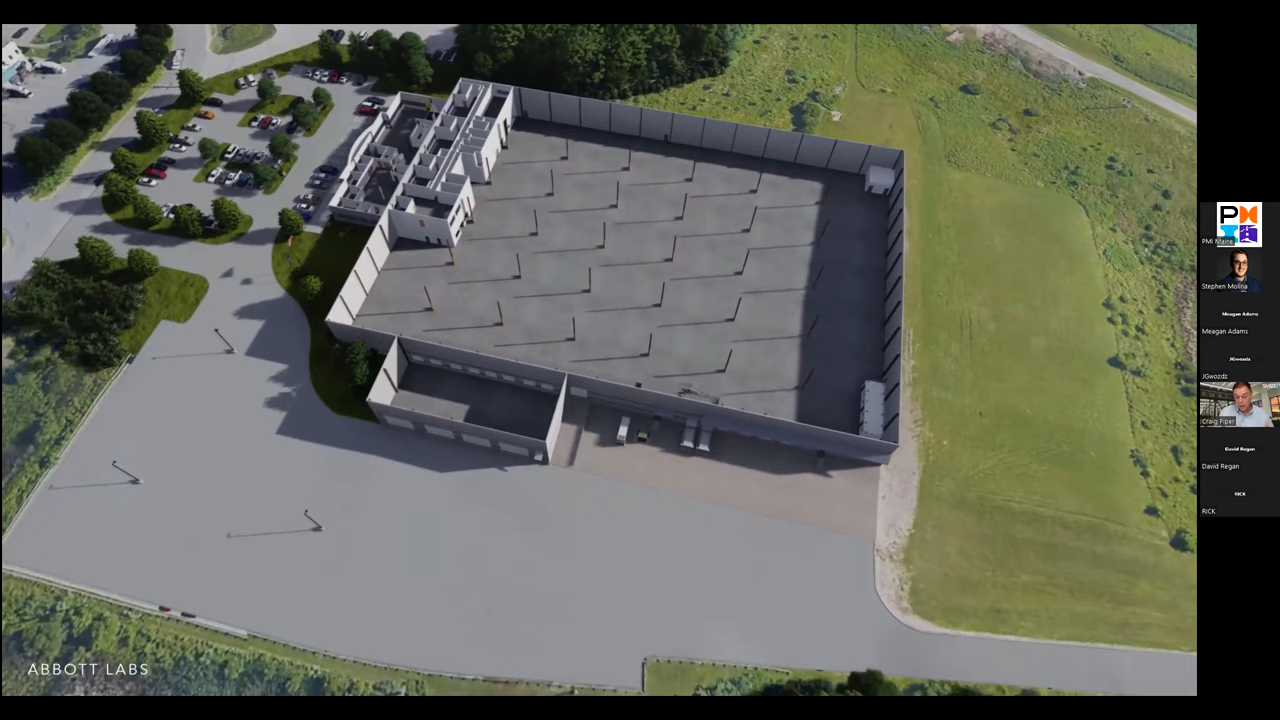 ABBOTT LABS
PMI Maine
Stephen Molina
Meagan Adams
Meagan Adams
JGwozdz
JGwozdz
Craig Piper
David Regan
David Regan
RICK
RICK